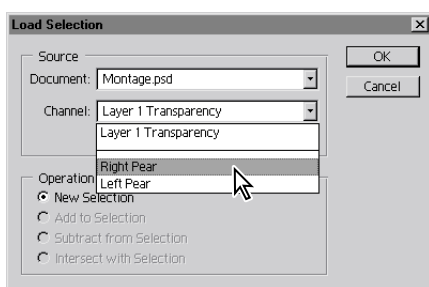 Load Selection
Source
OK
Document: Montage.psd
Cancel
Channel: Layer 1 Transparency
Layer 1 Transparency
Right Pear
Operation
Left Pear
New Selection
Add to Selection
Subtract from Selection
Intersect with Selection